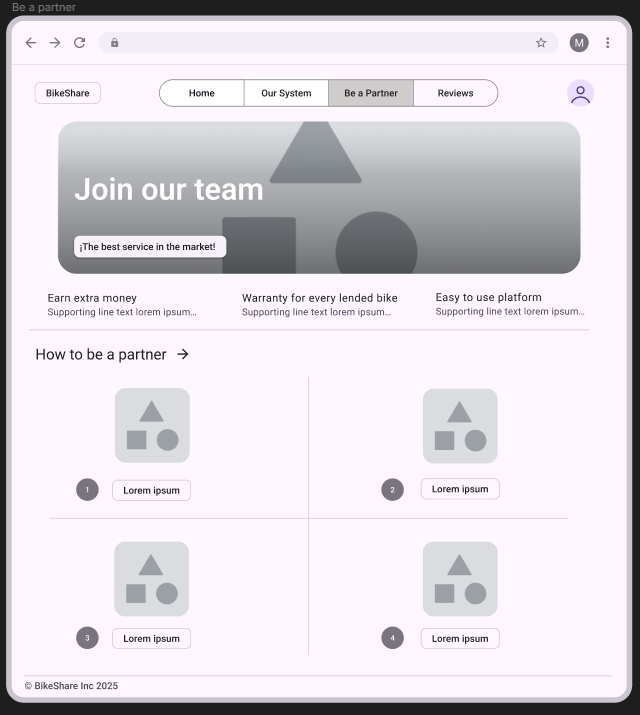 Be a partner
M
BikeShare
Home
Our System
Be a Partner
Reviews
Join our team
¡The best service in the market!
Earn extra money
Supporting line text lorem ipsum...
Warranty for every lended bike
Supporting line text lorem ipsum...
Easy to use platform
Supporting line text lorem ipsum...
How to be a partner →
1
Lorem ipsum
2
Lorem ipsum
3
Lorem ipsum
4
Lorem ipsum
© BikeShare Inc 2025